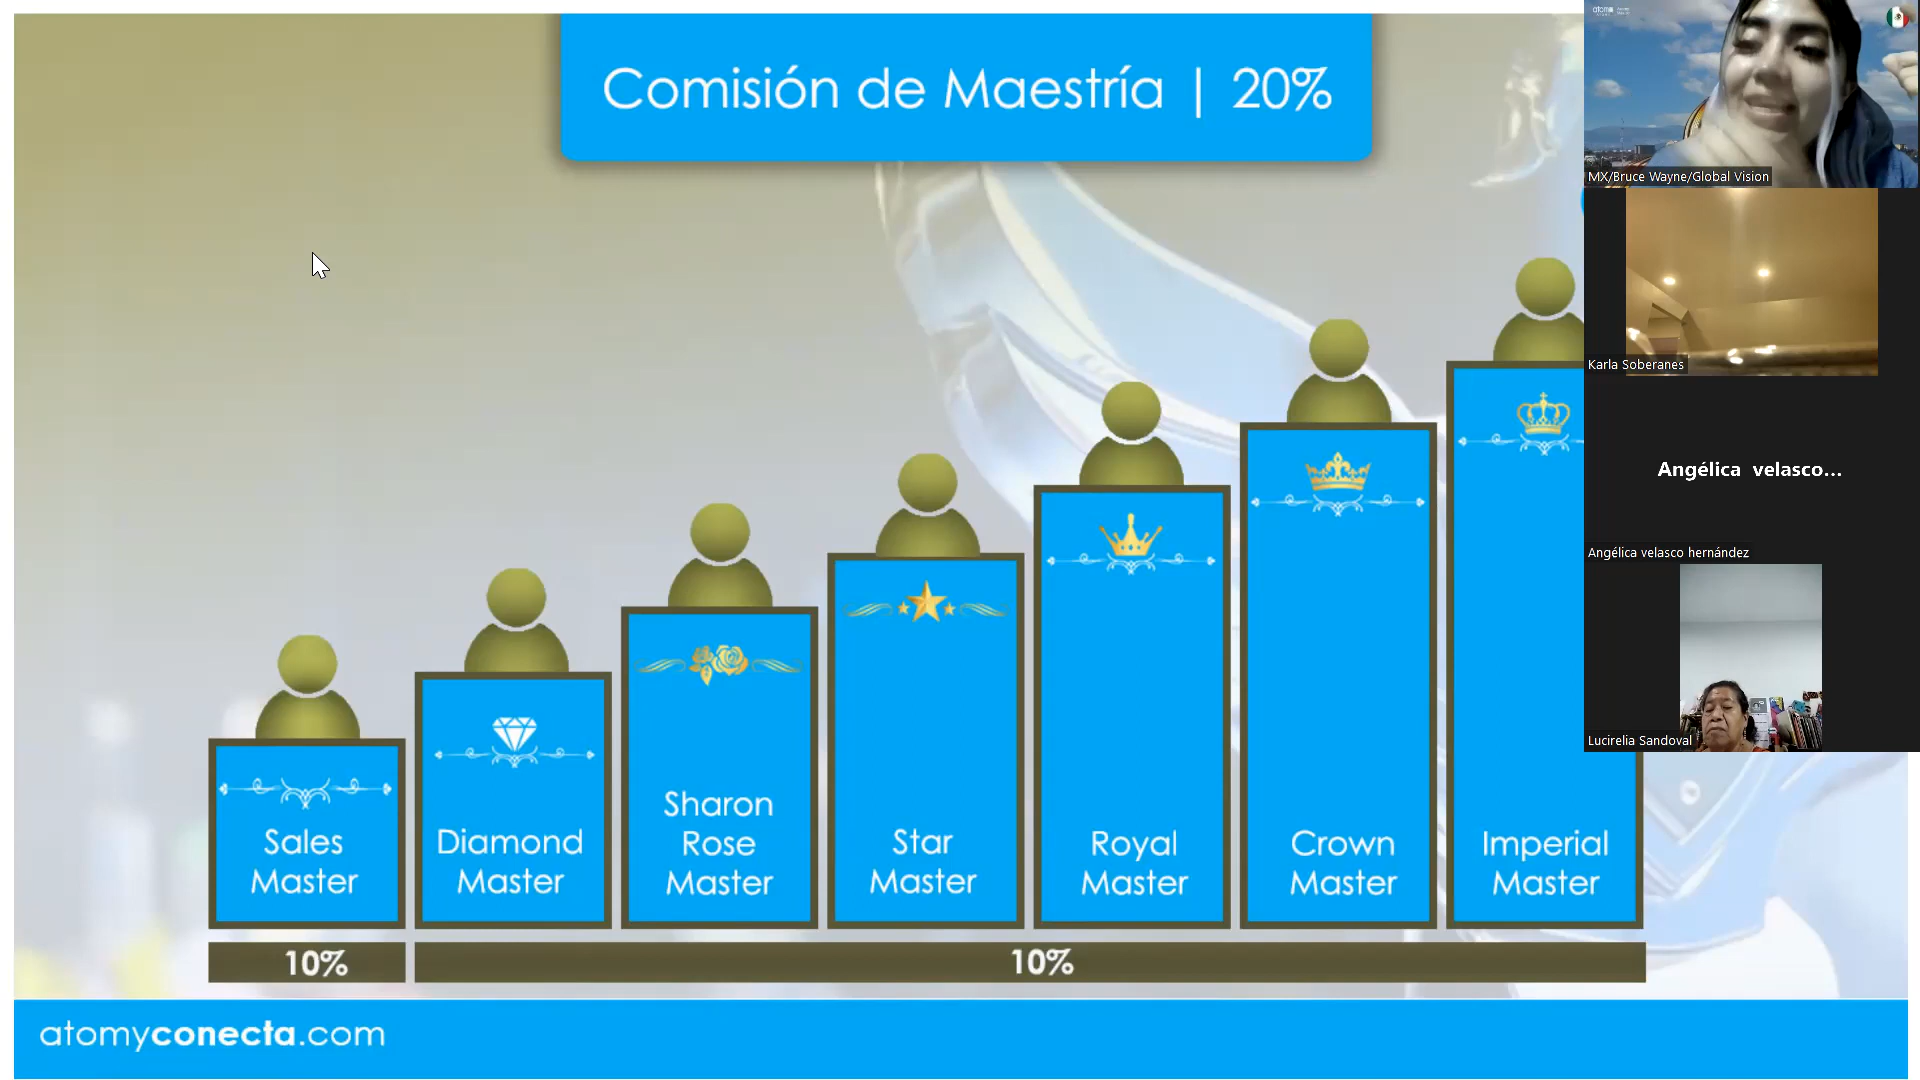 Comisión de Maestría | 20%
atomy
MX/Bruce Wayne/Global Vision
Karla Soberanes
Angélica velasco...
Angélica velasco hernández
Lucirelia Sandoval
Sales
Master
Diamond
Master
Sharon
Rose
Master
Star
Master
Royal
Master
Crown
Master
Imperial
Master
10%
10%
atomyconecta.com